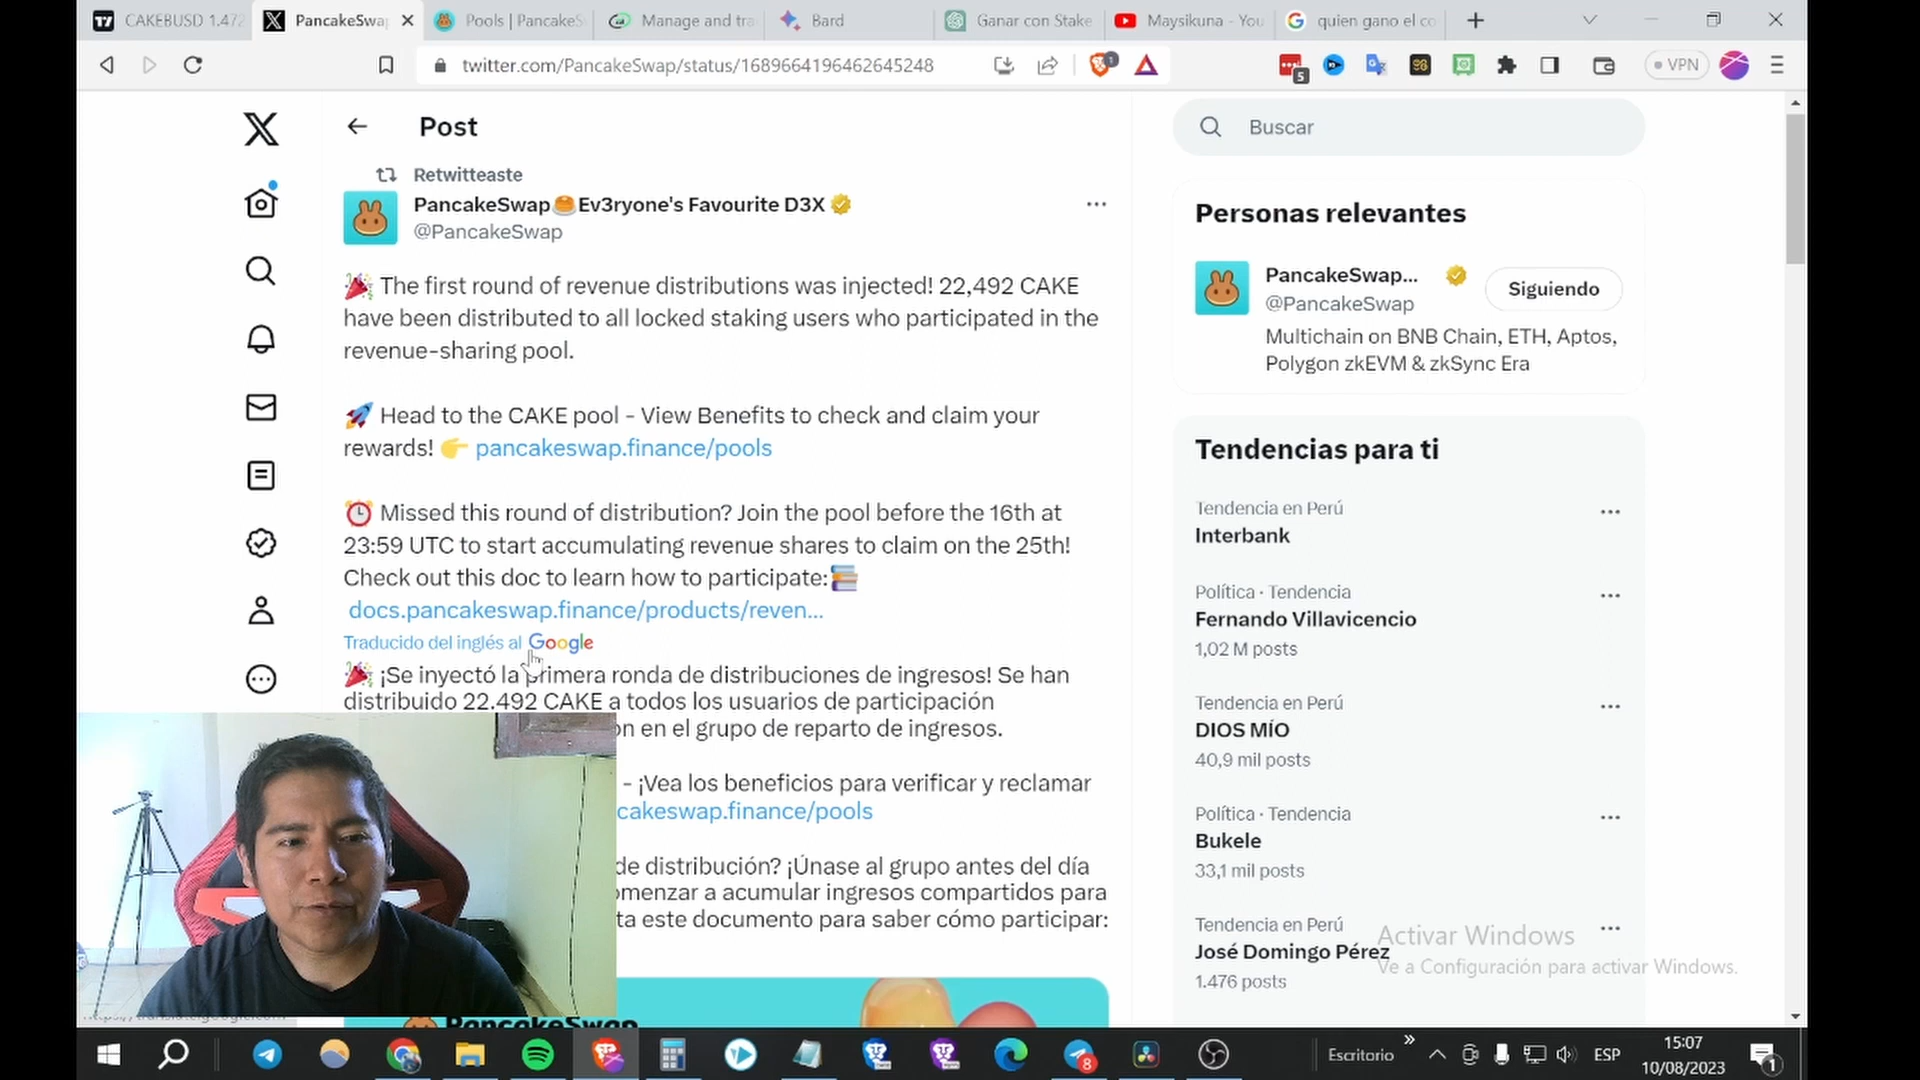 CAKEBUSD 1.472
PancakeSwap
Pools | PancakeS
Manage and tra
Bard
Ganar con Stake
Maysikuna - You
quien gano el co
twitter.com/PancakeSwap/status/1689664196462645248
1
5
VPN
Post
Buscar
Retwitteaste
PancakeSwap🥞Ev3ryone's Favourite D3X
@PancakeSwap
🎉 The first round of revenue distributions was injected! 22,492 CAKE
have been distributed to all locked staking users who participated in the
revenue-sharing pool.
🚀 Head to the CAKE pool - View Benefits to check and claim your
rewards! 👉 pancakeswap.finance/pools
⏰ Missed this round of distribution? Join the pool before the 16th at
23:59 UTC to start accumulating revenue shares to claim on the 25th!
Check out this doc to learn how to participate:📚
docs.pancakeswap.finance/products/reven...
Traducido del inglés al Google
🎉 ¡Se inyectó la primera ronda de distribuciones de ingresos! Se han
distribuido 22.492 CAKE a todos los usuarios de participación
en el grupo de reparto de ingresos.
- ¡Vea los beneficios para verificar y reclamar
cakeswap.finance/pools
de distribución? ¡Únase al grupo antes del día
omenzar a acumular ingresos compartidos para
ta este documento para saber cómo participar:
PancakeSwap
Personas relevantes
PancakeSwap...
@PancakeSwap
Siguiendo
Multichain on BNB Chain, ETH, Aptos,
Polygon zkEVM & zkSync Era
Tendencias para ti
Tendencia en Perú
Interbank
Política · Tendencia
Fernando Villavicencio
1,02 M posts
Tendencia en Perú
DIOS MÍO
40,9 mil posts
Política · Tendencia
Bukele
33,1 mil posts
Tendencia en Perú
José Domingo Pérez
1.476 posts
Activar Windows
Ve a Configuración para activar Windows.
8
Escritorio
ESP
15:07
10/08/2023
1